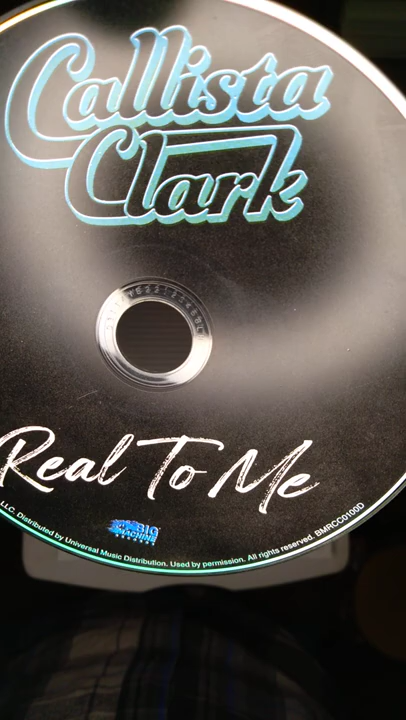 Callista
Clark
Real To Me
BIG
MACHINE
RECORDS
LLC. Distributed by Universal Music Distribution. Used by permission. All rights reserved. BMRCC0100D